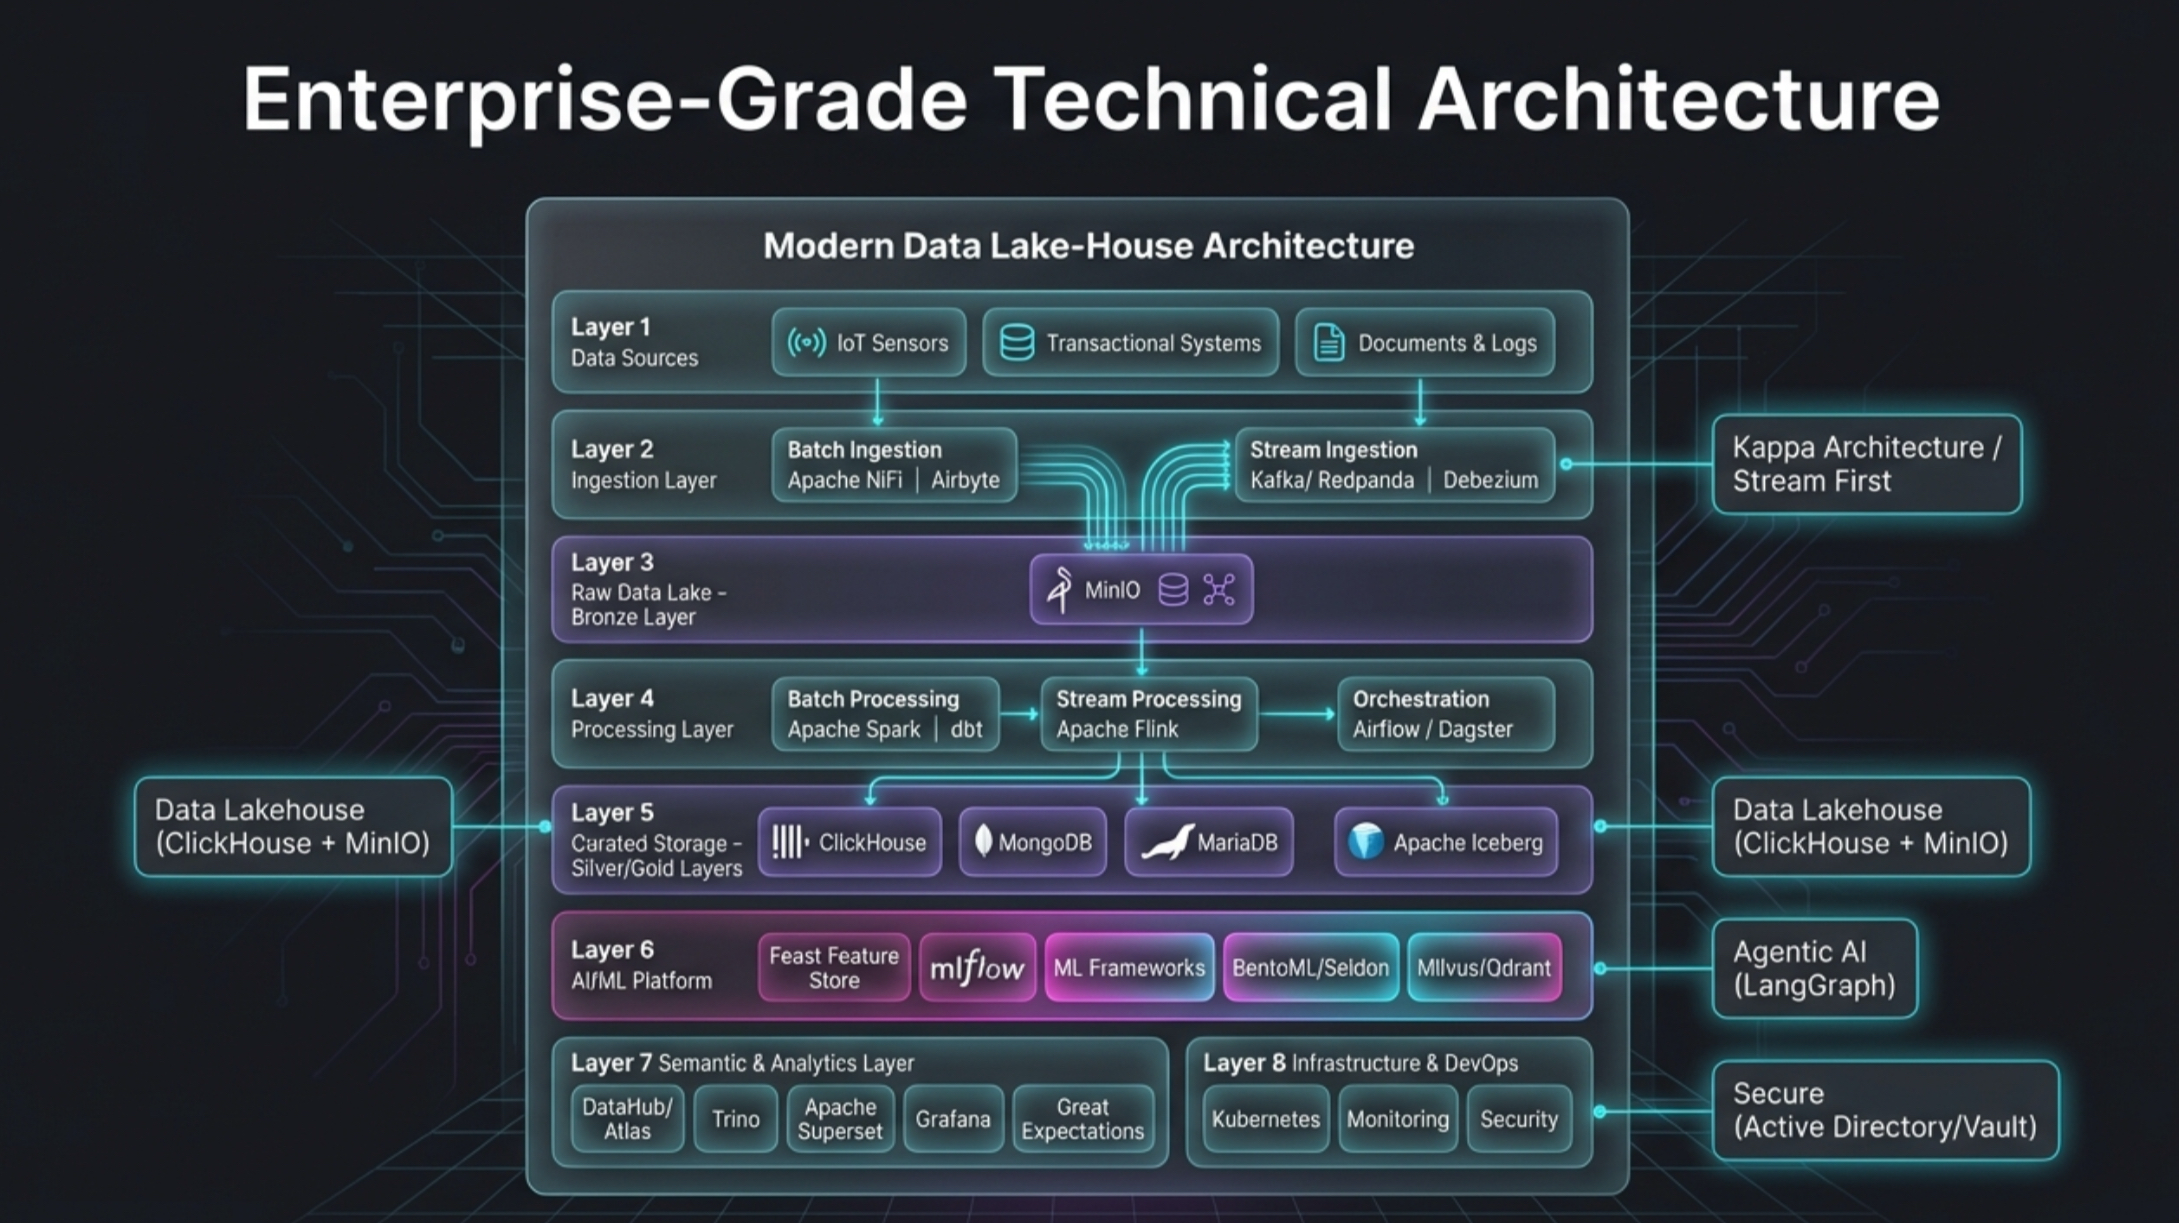 Enterprise-Grade Technical Architecture
Modern Data Lake-House Architecture
Layer 1
Data Sources
IoT Sensors
Transactional Systems
Documents & Logs
Layer 2
Ingestion Layer
Batch Ingestion
Apache NiFi | Airbyte
Stream Ingestion
Kafka/ Redpanda | Debezium
Kappa Architecture /
Stream First
Layer 3
Raw Data Lake –
Bronze Layer
MinIO
Layer 4
Processing Layer
Batch Processing
Apache Spark | dbt
Stream Processing
Apache Flink
Orchestration
Airflow / Dagster
Data Lakehouse
(ClickHouse + MinIO)
Layer 5
Curated Storage –
Silver/Gold Layers
ClickHouse
MongoDB
MariaDB
Apache Iceberg
Data Lakehouse
(ClickHouse + MinIO)
Layer 6
AI/ML Platform
Feast Feature
Store
mlflow
ML Frameworks
BentoML/Seldon
Milvus/Qdrant
Agentic AI
(LangGraph)
Layer 7 Semantic & Analytics Layer
DataHub/
Atlas
Trino
Apache
Superset
Grafana
Great
Expectations
Layer 8 Infrastructure & DevOps
Kubernetes
Monitoring
Security
Secure
(Active Directory/Vault)